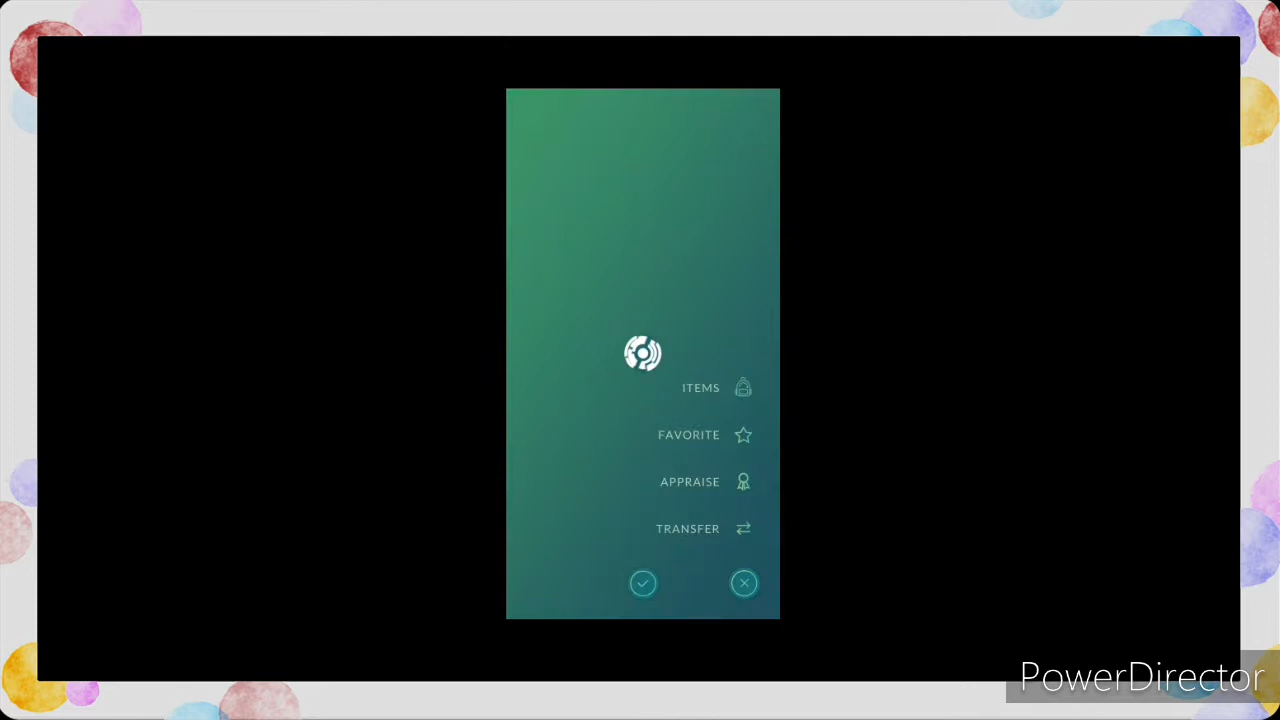 ITEMS
FAVORITE
APPRAISE
TRANSFER
PowerDirector